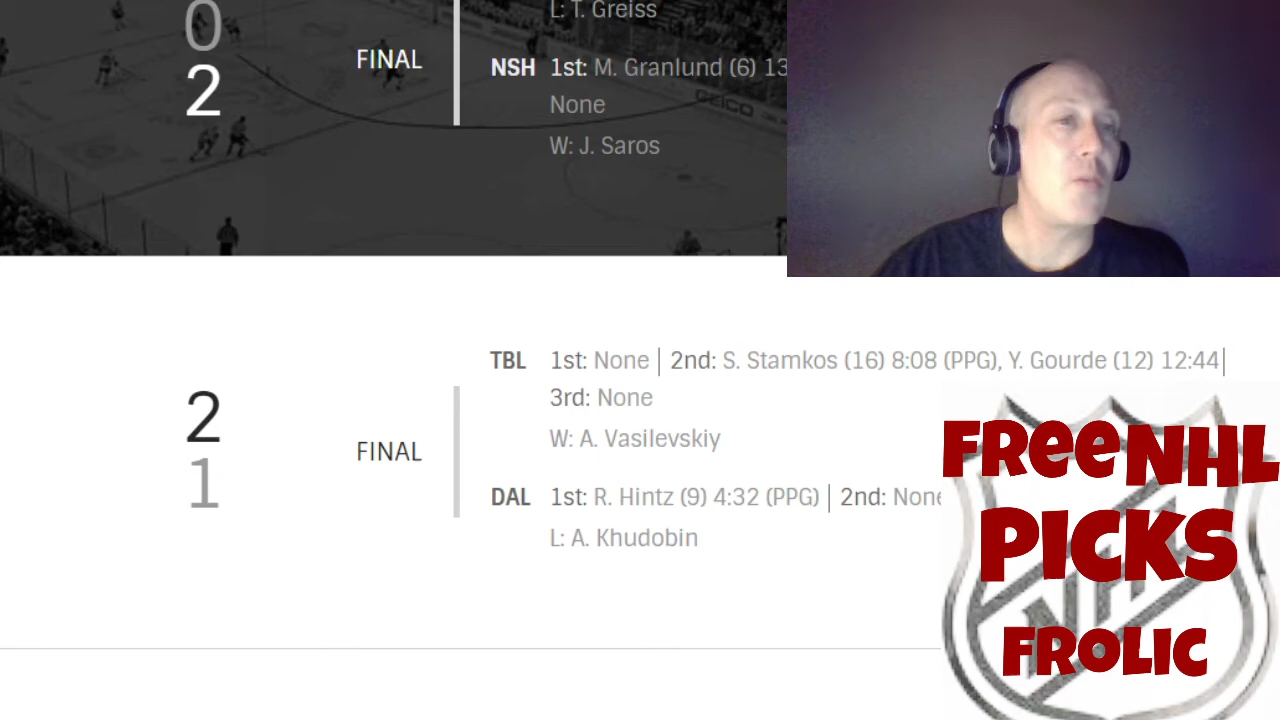 L: T. Greiss
0
2
FINAL
NSH 1st: M. Granlund (6) 13
None
W: J. Saros
GEICO
2
1
FINAL
TBL 1st: None | 2nd: S. Stamkos (16) 8:08 (PPG), Y. Gourde (12) 12:44|
3rd: None
W: A. Vasilevskiy
DAL 1st: R. Hintz (9) 4:32 (PPG) | 2nd: None
L: A. Khudobin
FReeNHL
PICKS
FROLIC
NHL